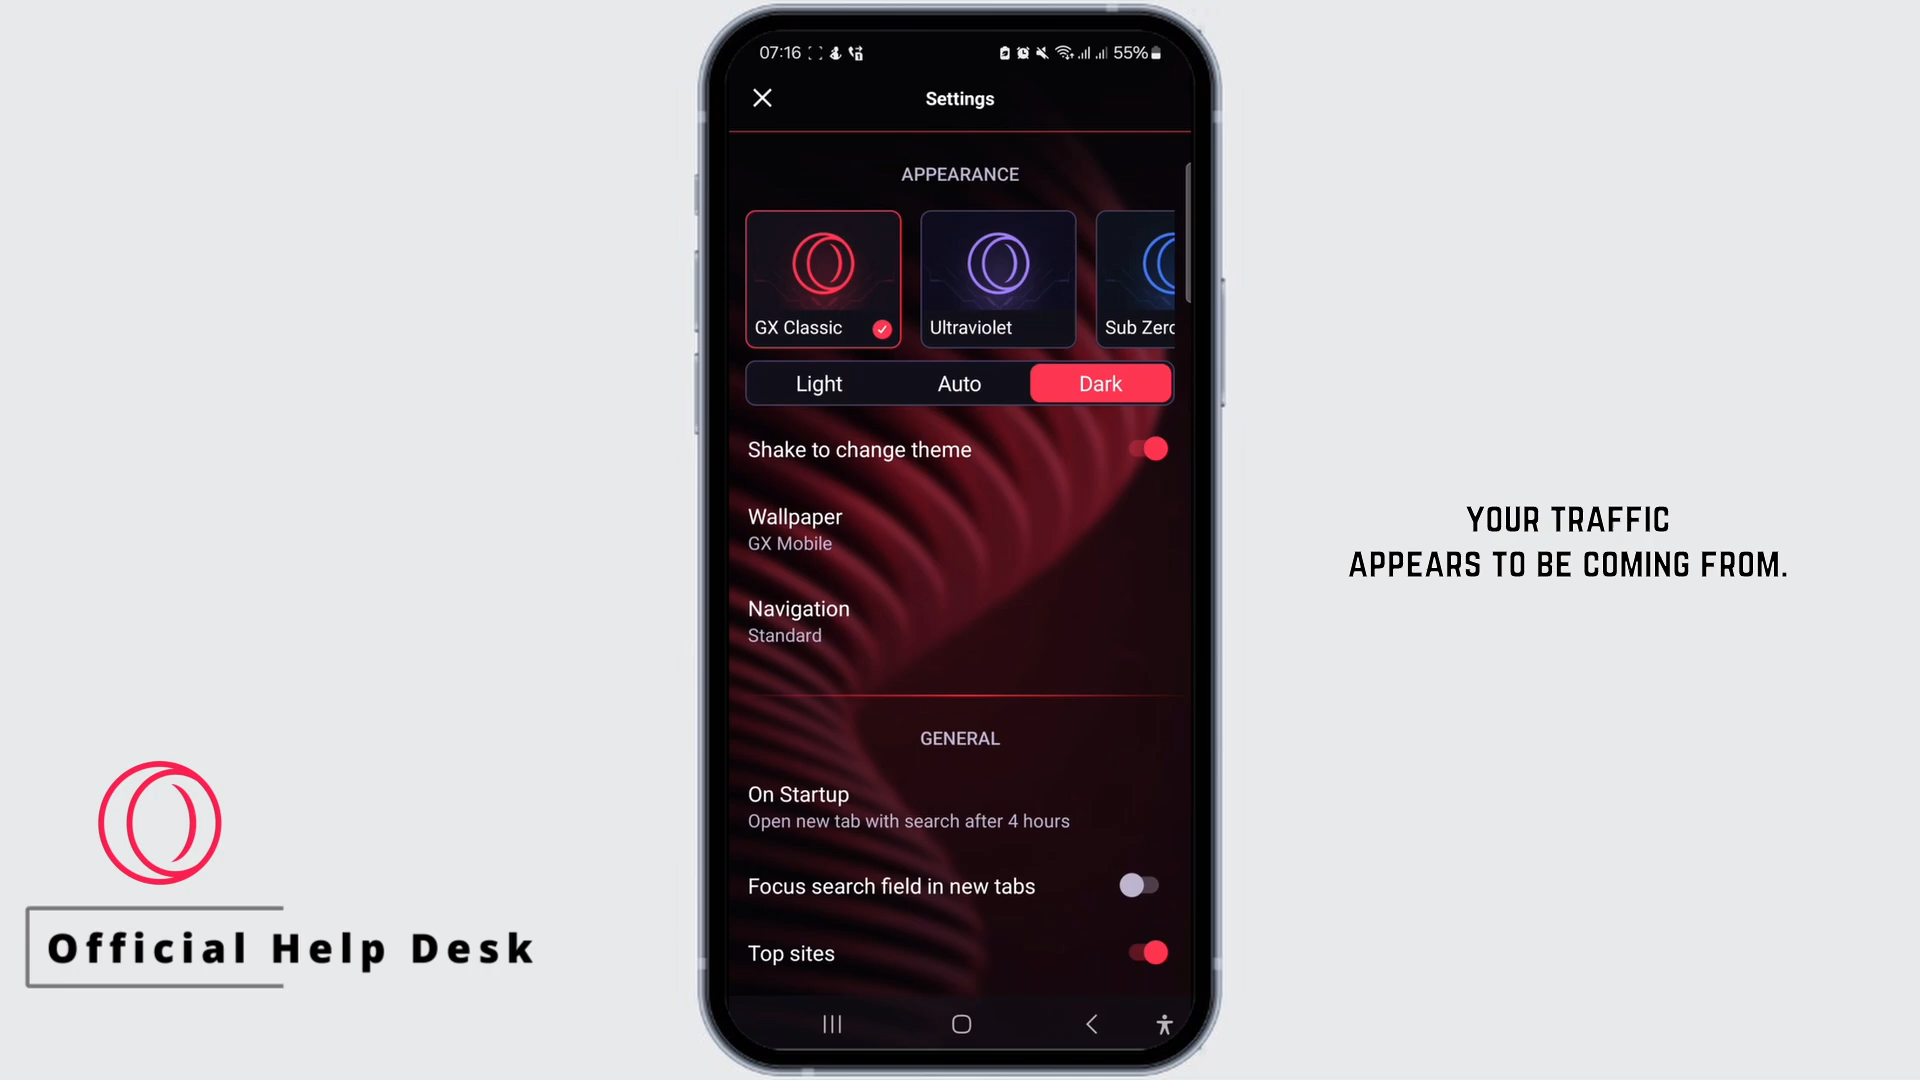 07:16
55%
Settings
APPEARANCE
GX Classic
Ultraviolet
Sub Zero
Light
Auto
Dark
Shake to change theme
Wallpaper
GX Mobile
Navigation
Standard
GENERAL
On Startup
Open new tab with search after 4 hours
Focus search field in new tabs
Top sites
YOUR TRAFFIC
APPEARS TO BE COMING FROM.
Official Help Desk